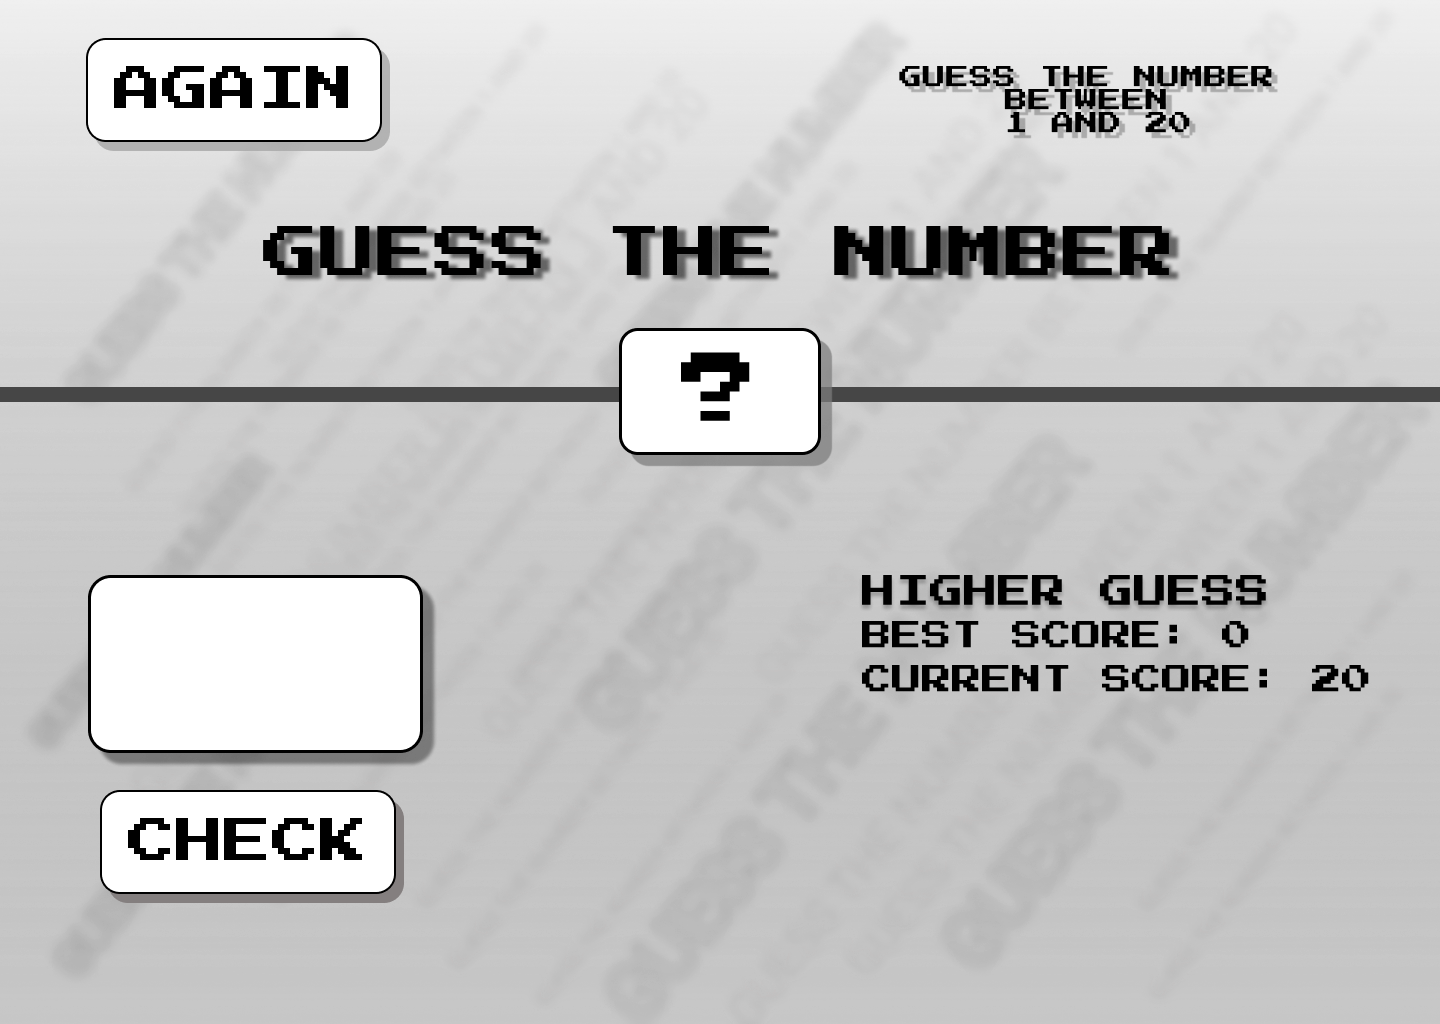 AGAIN
GUESS THE NUMBER
BETWEEN
1 AND 20
GUESS THE NUMBER
?
HIGHER GUESS
BEST SCORE: 0
CURRENT SCORE: 20
CHECK